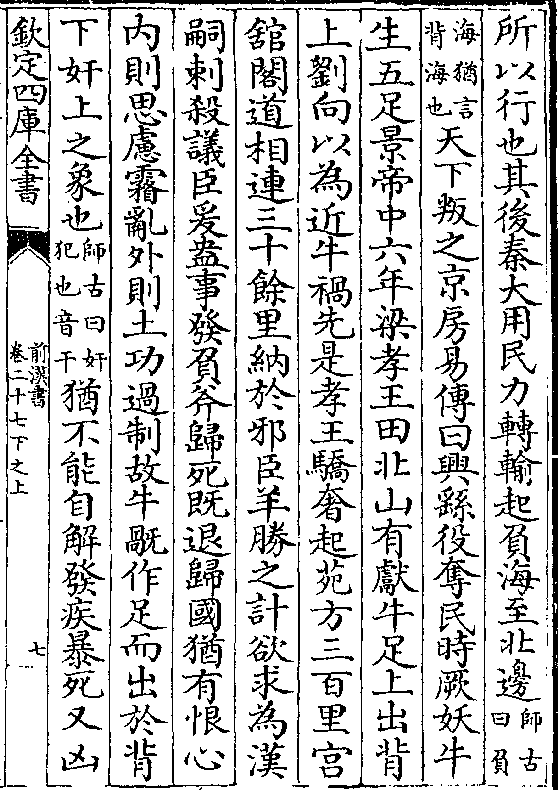 所以行也其後秦大用民力轉輸起負海至北邊師古曰負
海猶言背海也天下叛之京房易傳曰興繇役奪民時厥妖牛
生五足景帝中六年梁孝王田北山有獻牛足上出背
上劉向以為近牛禍先是孝王驕奢起苑方三百里宫
舘閣道相連三十餘里納於邪臣羊勝之計欲求為漢
嗣刺殺議臣爰盎事發負斧歸死既退歸國猶有恨心
内則思慮霿亂外則土功過制故牛旤作足而出於背
下奸上之象也師古曰奸犯也音干猶不能自解發疾暴死又凶
欽定四庫全書
前漢書
卷二十七下之上
七